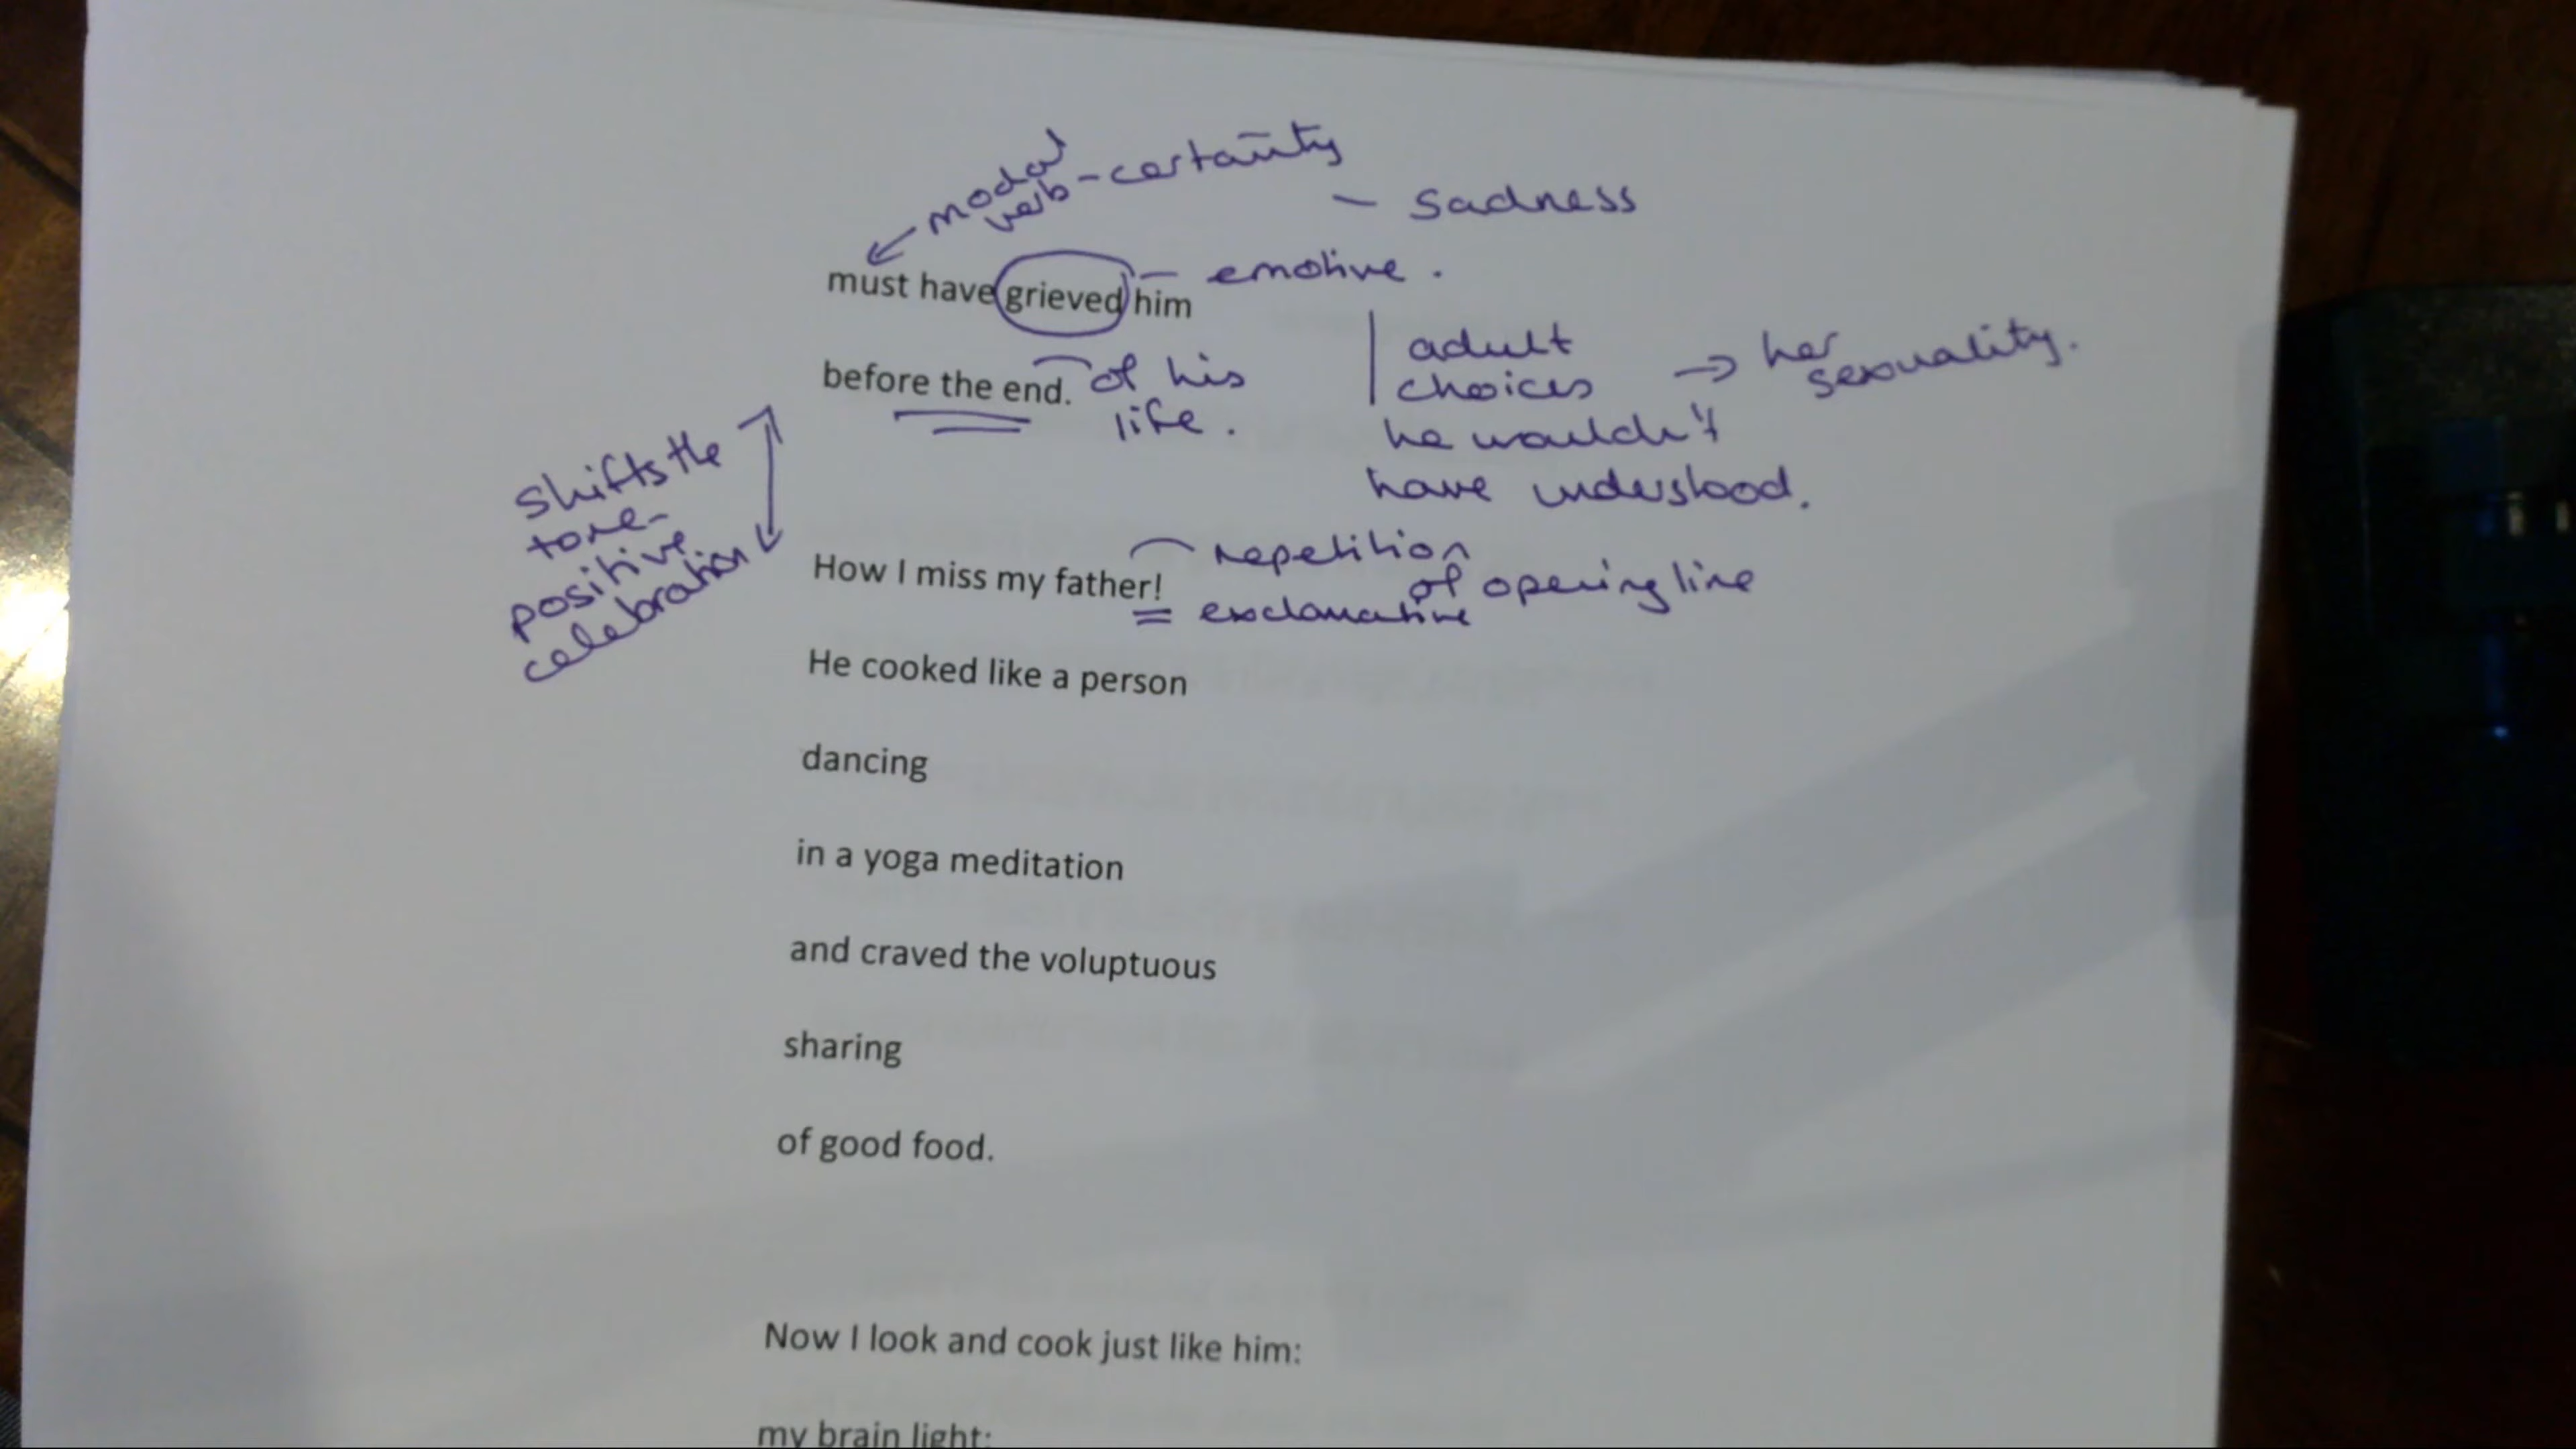 modal
verb - certainty
- sadness
must have grieved him
- emotive.
before the end.
of his
life.
adult
choices
→ her
sexuality.
he wouldn't
have understood.
shifts the
tone -
positive
celebration
How I miss my father!
repetition
of opening line
= exclamative
He cooked like a person
dancing
in a yoga meditation
and craved the voluptuous
sharing
of good food.
Now I look and cook just like him:
my brain light;